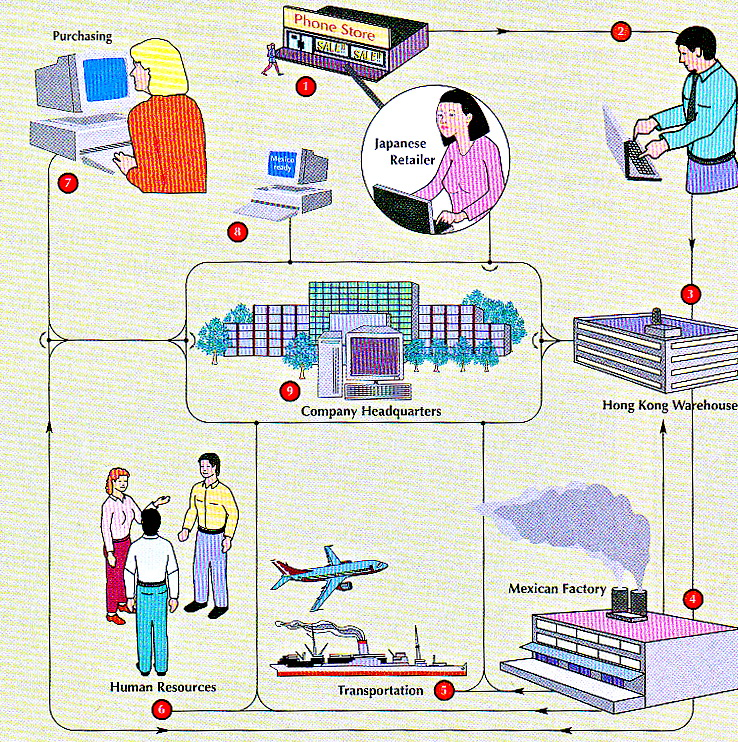 Purchasing
Phone Store
SALE!!
SALE!!
1
2
Japanese
Retailer
Mexico
ready
7
8
3
9
Company Headquarters
Hong Kong Warehouse
Mexican Factory
4
Human Resources
Transportation
5
6